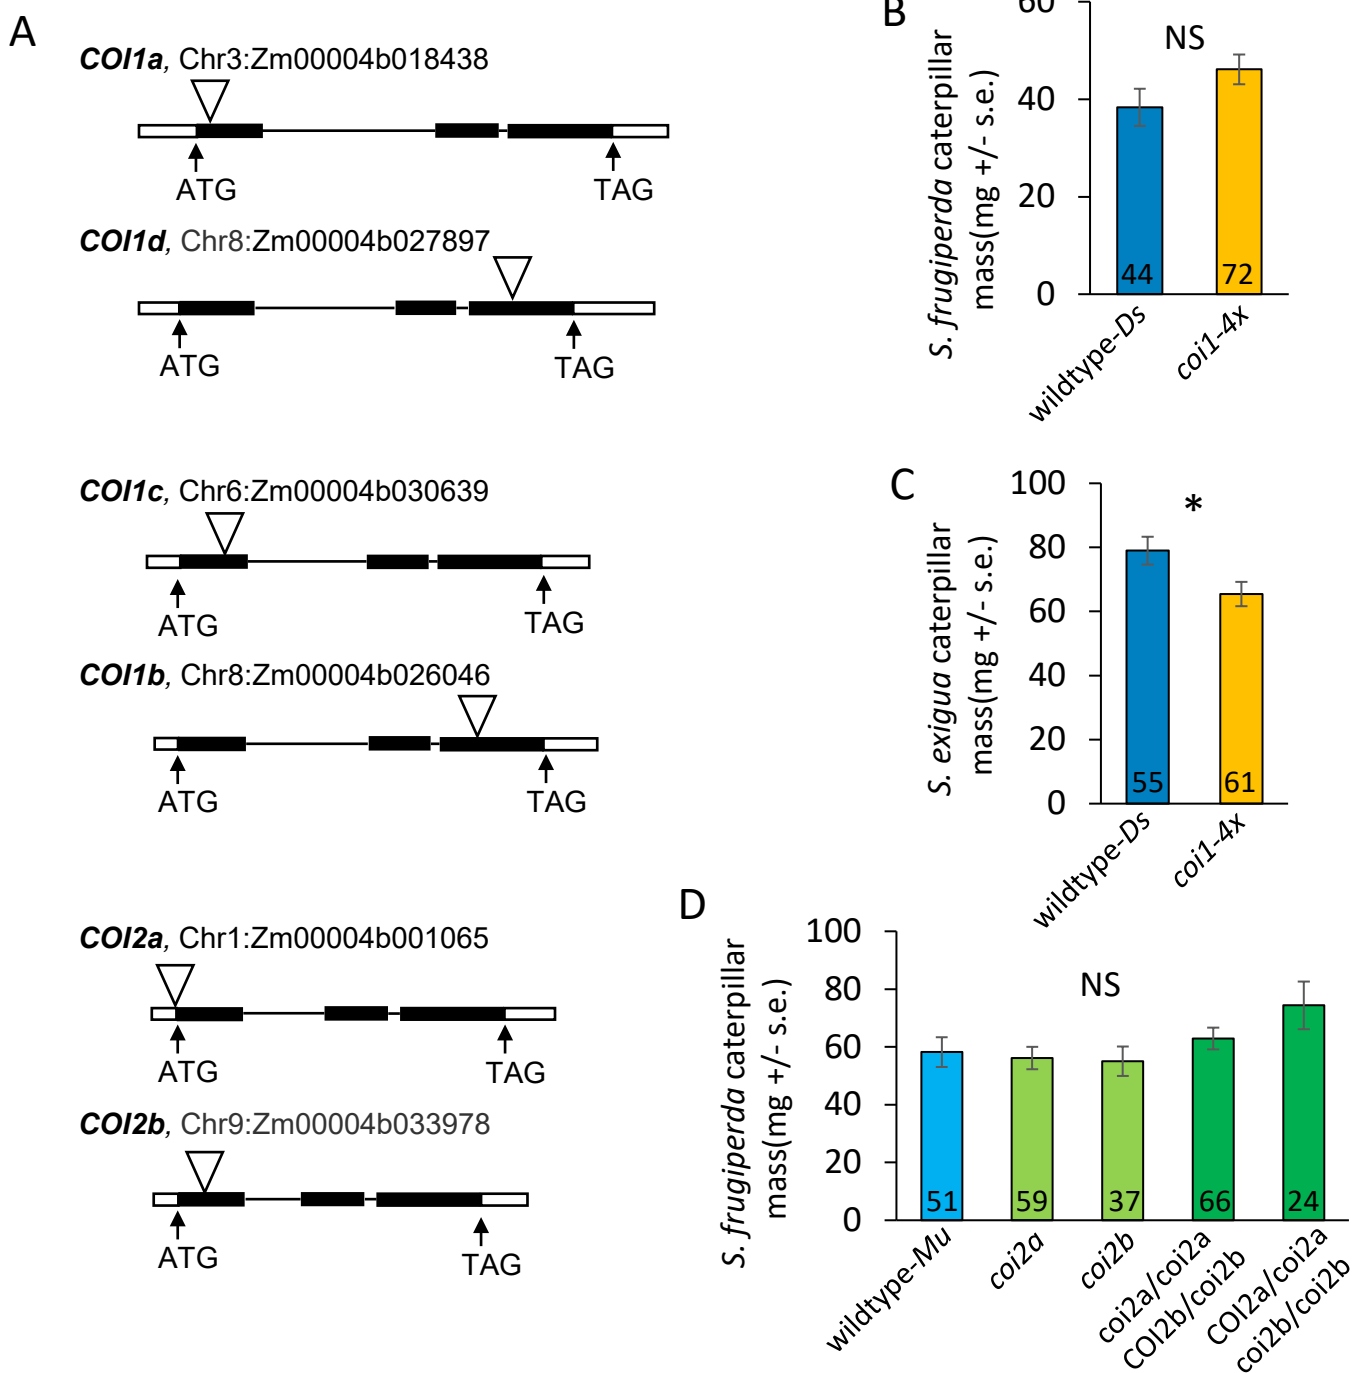 A
COI1a, Chr3:Zm00004b018438
ATG
TAG
COI1d, Chr8:Zm00004b027897
ATG
TAG
COI1c, Chr6:Zm00004b030639
ATG
TAG
COI1b, Chr8:Zm00004b026046
ATG
TAG
COI2a, Chr1:Zm00004b001065
ATG
TAG
COI2b, Chr9:Zm00004b033978
ATG
TAG
B
S. frugiperda caterpillar
mass(mg +/- s.e.)
60
40
20
0
NS
44
72
wildtype-Ds
coi1-4x
C
S. exigua caterpillar
mass(mg +/- s.e.)
100
80
60
40
20
0
*
55
61
wildtype-Ds
coi1-4x
D
S. frugiperda caterpillar
mass(mg +/- s.e.)
100
80
60
40
20
0
NS
51
59
37
66
24
wildtype-Mu
coi2a
coi2b
coi2a/coi2a
COI2b/coi2b
COI2a/coi2a
coi2b/coi2b